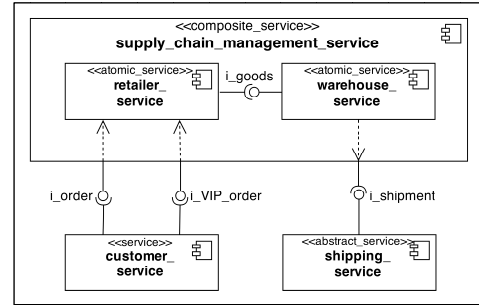 <<composite_service>>
supply_chain_management_service
<<atomic_service>>
retailer_
service
i_goods
<<atomic_service>>
warehouse_
service
i_order
i_VIP_order
i_shipment
<<service>>
customer_
service
<<abstract_service>>
shipping_
service